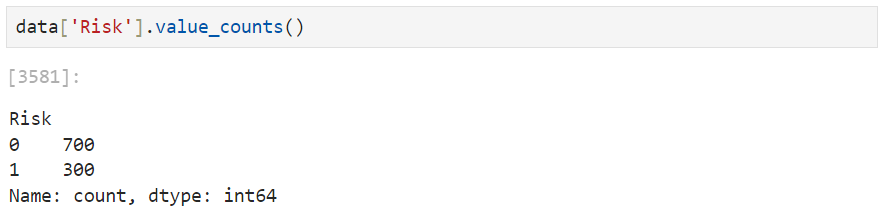 data['Risk'].value_counts()
[3581]:
Risk
0    700
1    300
Name: count, dtype: int64